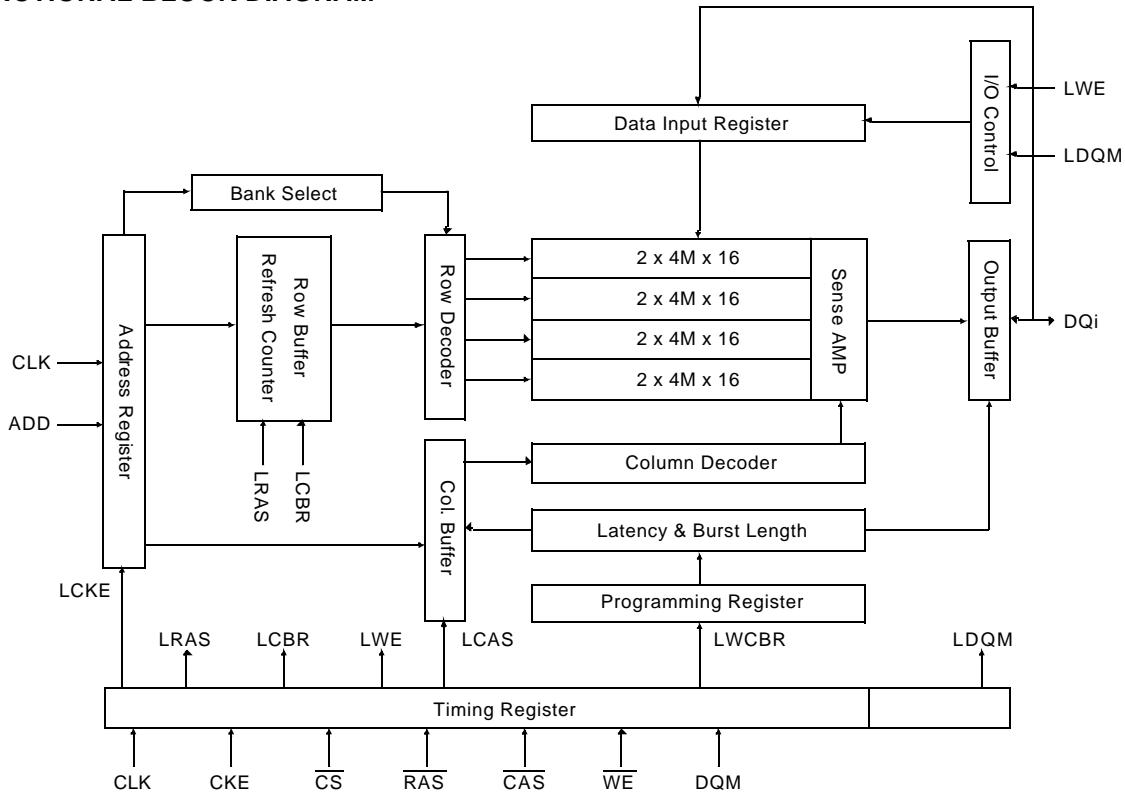 I/O Control
LWE
LDQM
Data Input Register
Bank Select
Address Register
Refresh Counter
Row Buffer
Row Decoder
2 x 4M x 16
2 x 4M x 16
2 x 4M x 16
2 x 4M x 16
Sense AMP
Output Buffer
DQi
CLK
ADD
LRAS
LCBR
Col. Buffer
Column Decoder
Latency & Burst Length
Programming Register
LCKE
LRAS
LCBR
LWE
LCAS
LWCBR
LDQM
Timing Register
CLK
CKE
CS
RAS
CAS
WE
DQM